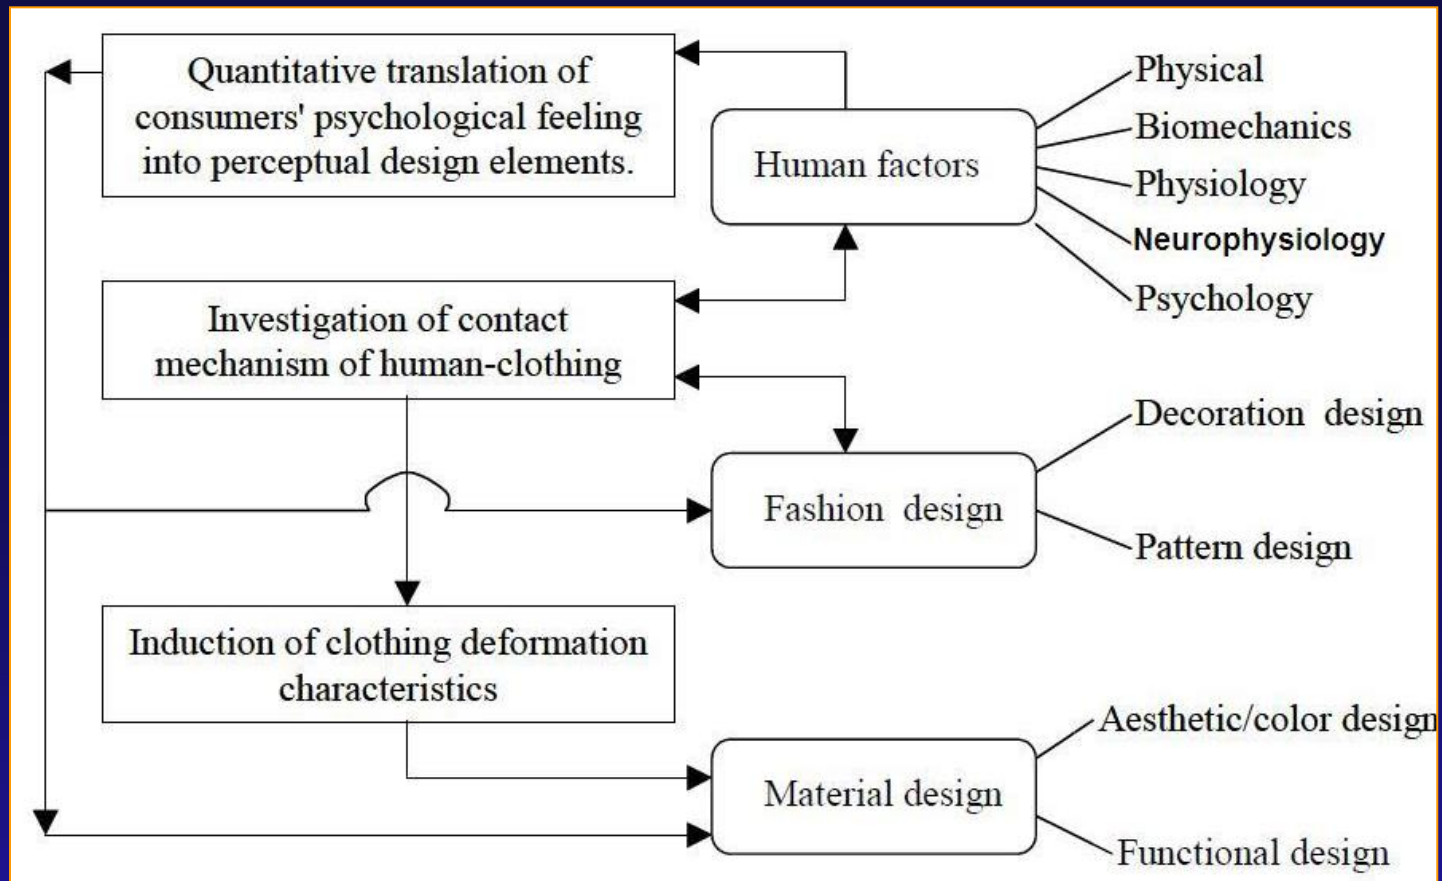 Quantitative translation of
consumers' psychological feeling
into perceptual design elements.
Human factors
Physical
Biomechanics
Physiology
Neurophysiology
Psychology
Investigation of contact
mechanism of human-clothing
Fashion design
Decoration design
Pattern design
Induction of clothing deformation
characteristics
Material design
Aesthetic/color design
Functional design